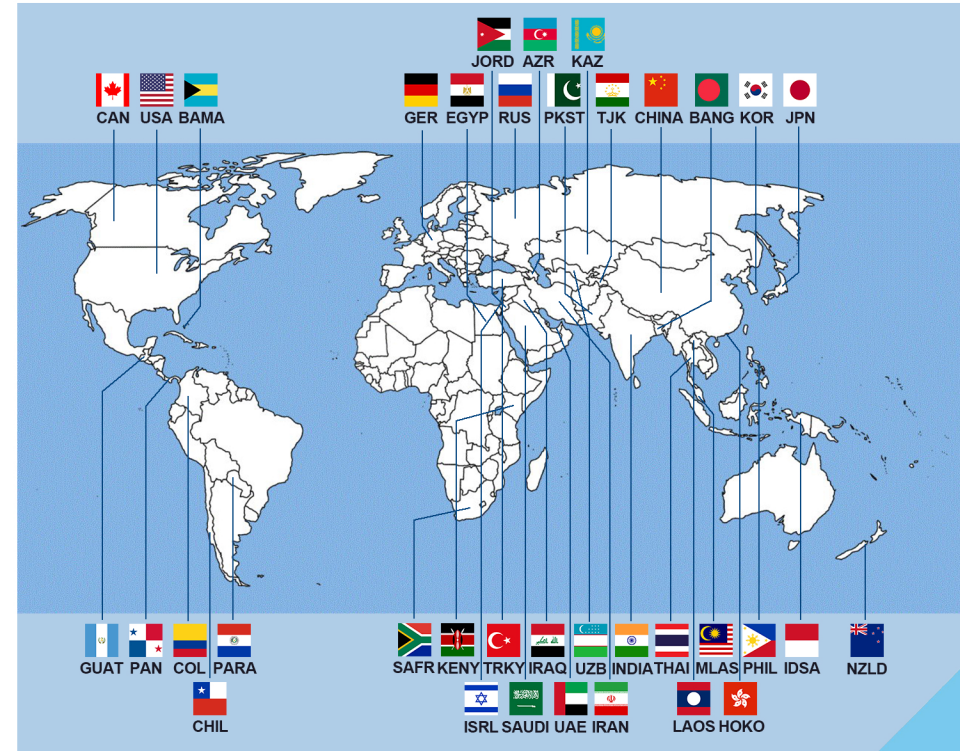 JORD AZR KAZ
CAN USA BAMA GER EGYP RUS PKST TJK CHINA BANG KOR JPN
GUAT PAN COL PARA SAFR KENY TRKY IRAQ UZB INDIA THAI MLAS PHIL IDSA NZLD
CHIL ISRL SAUDI UAE IRAN LAOS HOKO